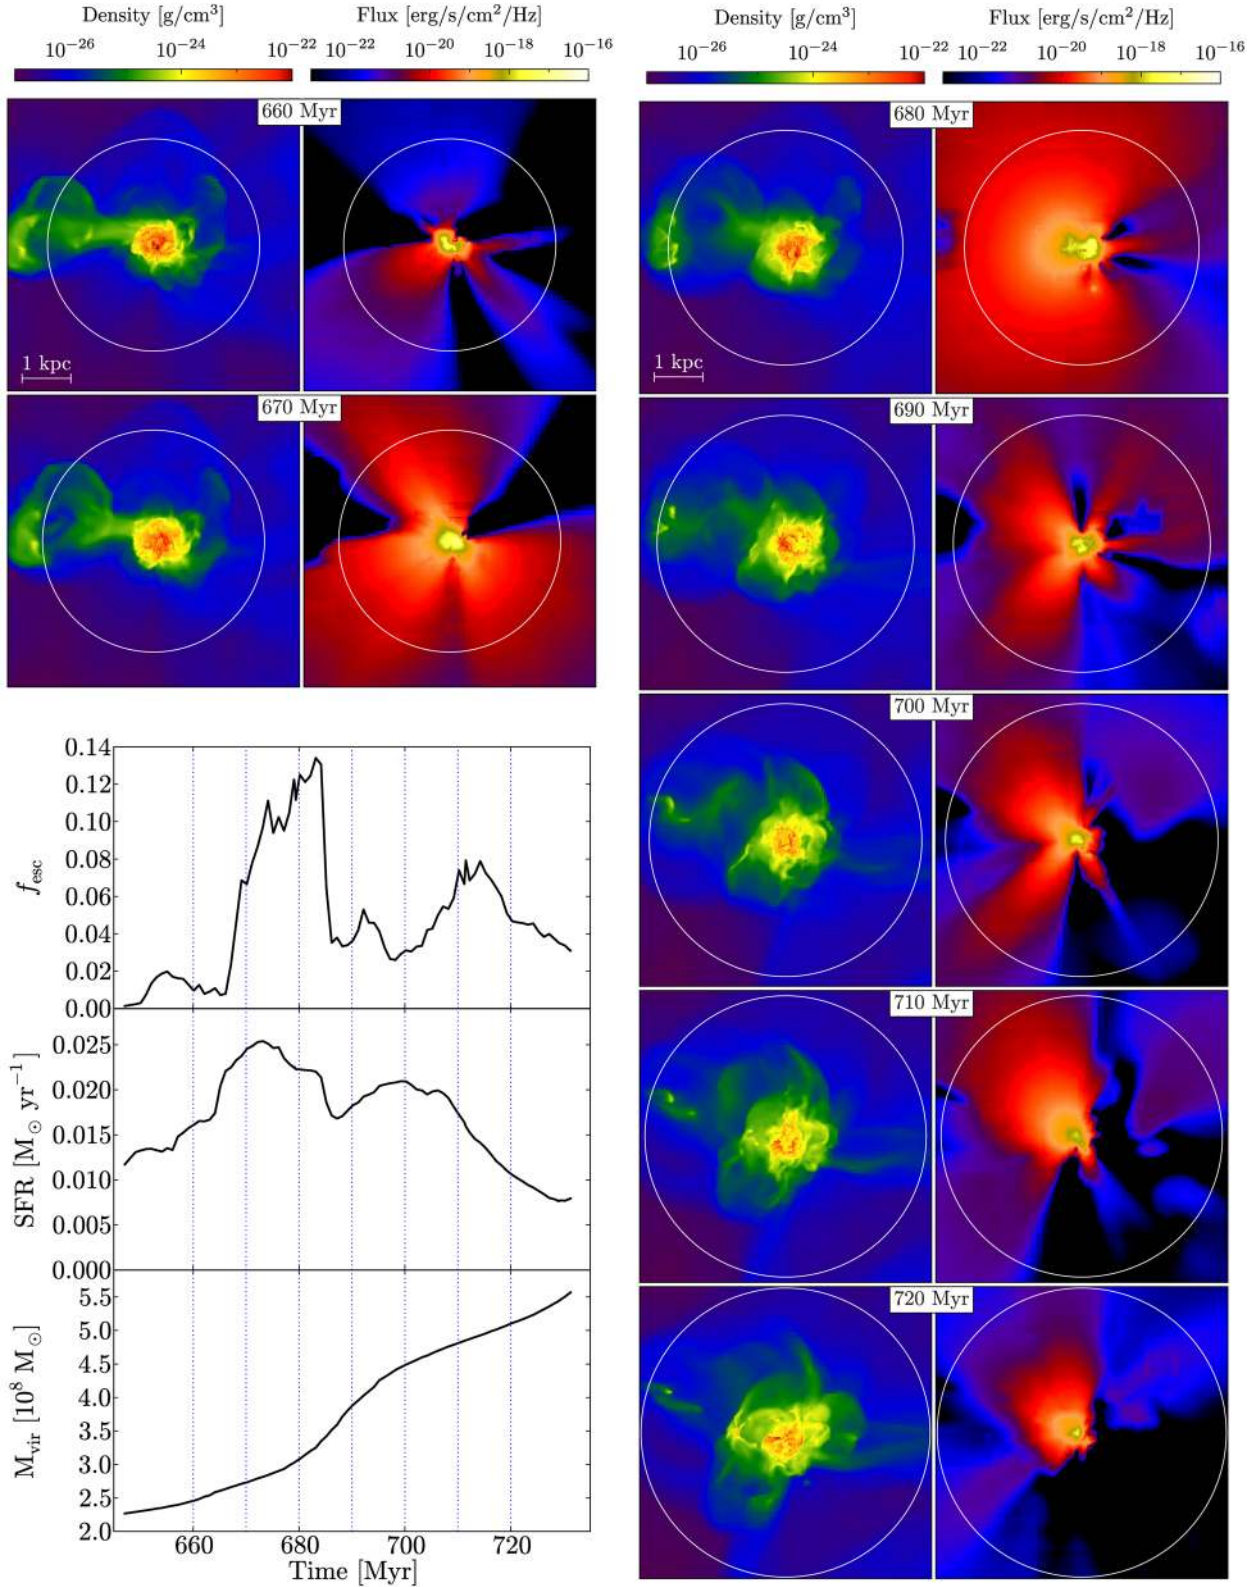 Density [g/cm³] Flux [erg/s/cm²/Hz]
10⁻²⁶ 10⁻²⁴ 10⁻²² 10⁻²² 10⁻²⁰ 10⁻¹⁸ 10⁻¹⁶
660 Myr
1 kpc
670 Myr
Density [g/cm³] Flux [erg/s/cm²/Hz]
10⁻²⁶ 10⁻²⁴ 10⁻²² 10⁻²² 10⁻²⁰ 10⁻¹⁸ 10⁻¹⁶
680 Myr
1 kpc
690 Myr
700 Myr
710 Myr
720 Myr
f_esc
0.14
0.12
0.10
0.08
0.06
0.04
0.02
0.00
SFR [M⊙ yr⁻¹]
0.025
0.020
0.015
0.010
0.005
0.000
M_vir [10⁸ M⊙]
5.5
5.0
4.5
4.0
3.5
3.0
2.5
2.0
660 680 700 720
Time [Myr]